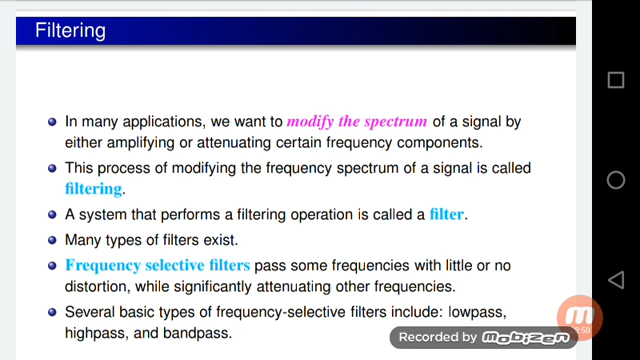 Filtering
In many applications, we want to modify the spectrum of a signal by
either amplifying or attenuating certain frequency components.
This process of modifying the frequency spectrum of a signal is called
filtering.
A system that performs a filtering operation is called a filter.
Many types of filters exist.
Frequency selective filters pass some frequencies with little or no
distortion, while significantly attenuating other frequencies.
Several basic types of frequency-selective filters include: lowpass,
highpass, and bandpass.
Recorded by Mobizen
M
:50